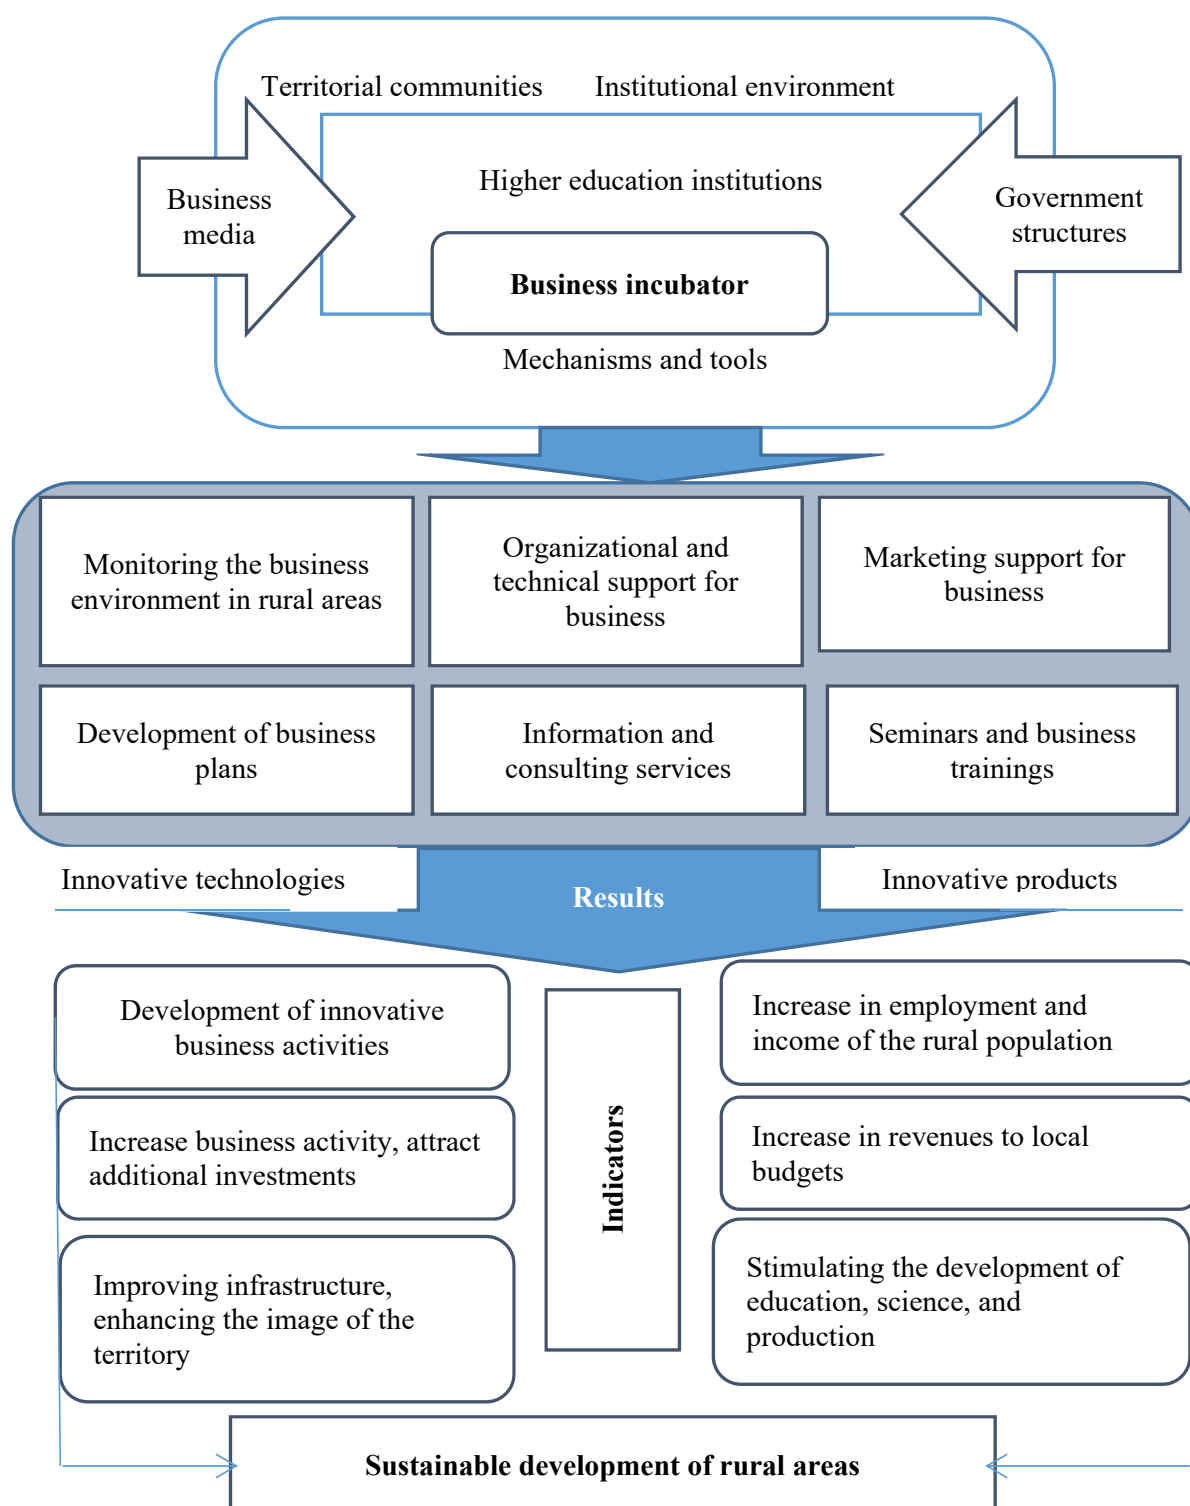 Territorial communities Institutional environment
Higher education institutions
Business
media
Government
structures
Business incubator
Mechanisms and tools
Monitoring the business
environment in rural areas
Organizational and
technical support for
business
Marketing support for
business
Development of business
plans
Information and
consulting services
Seminars and business
trainings
Innovative technologies
Results
Innovative products
Development of innovative
business activities
Increase business activity, attract
additional investments
Improving infrastructure,
enhancing the image of the
territory
Indicators
Increase in employment and
income of the rural population
Increase in revenues to local
budgets
Stimulating the development of
education, science, and
production
Sustainable development of rural areas